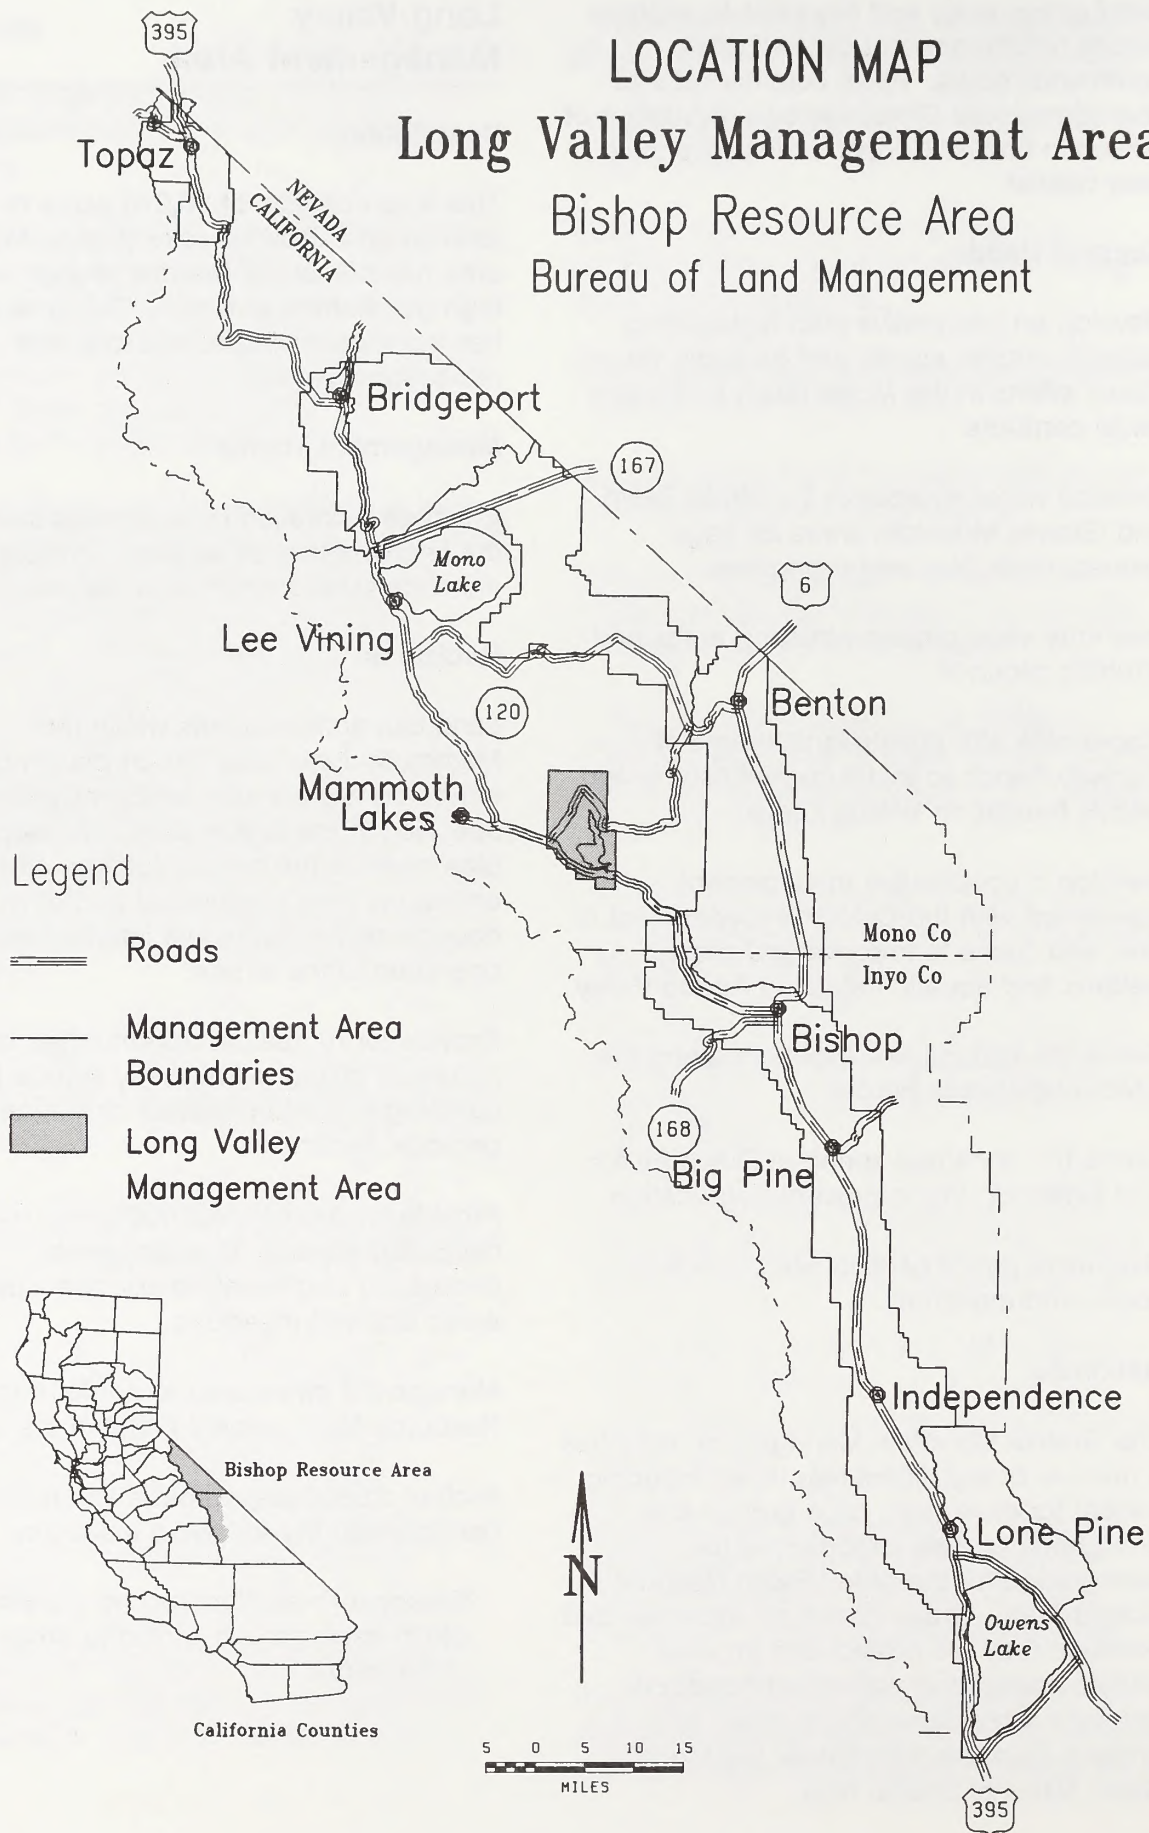 395
LOCATION MAP
Long Valley Management Area
Bishop Resource Area
Bureau of Land Management
Topaz
NEVADA
CALIFORNIA
Bridgeport
167
Mono
Lake
6
Lee Vining
120
Benton
Mammoth
Lakes
Legend
Roads
Management Area
Boundaries
Long Valley
Management Area
Mono Co
Inyo Co
Bishop
168
Big Pine
Independence
Bishop Resource Area
Lone Pine
N
Owens
Lake
California Counties
5 0 5 10 15
MILES
395